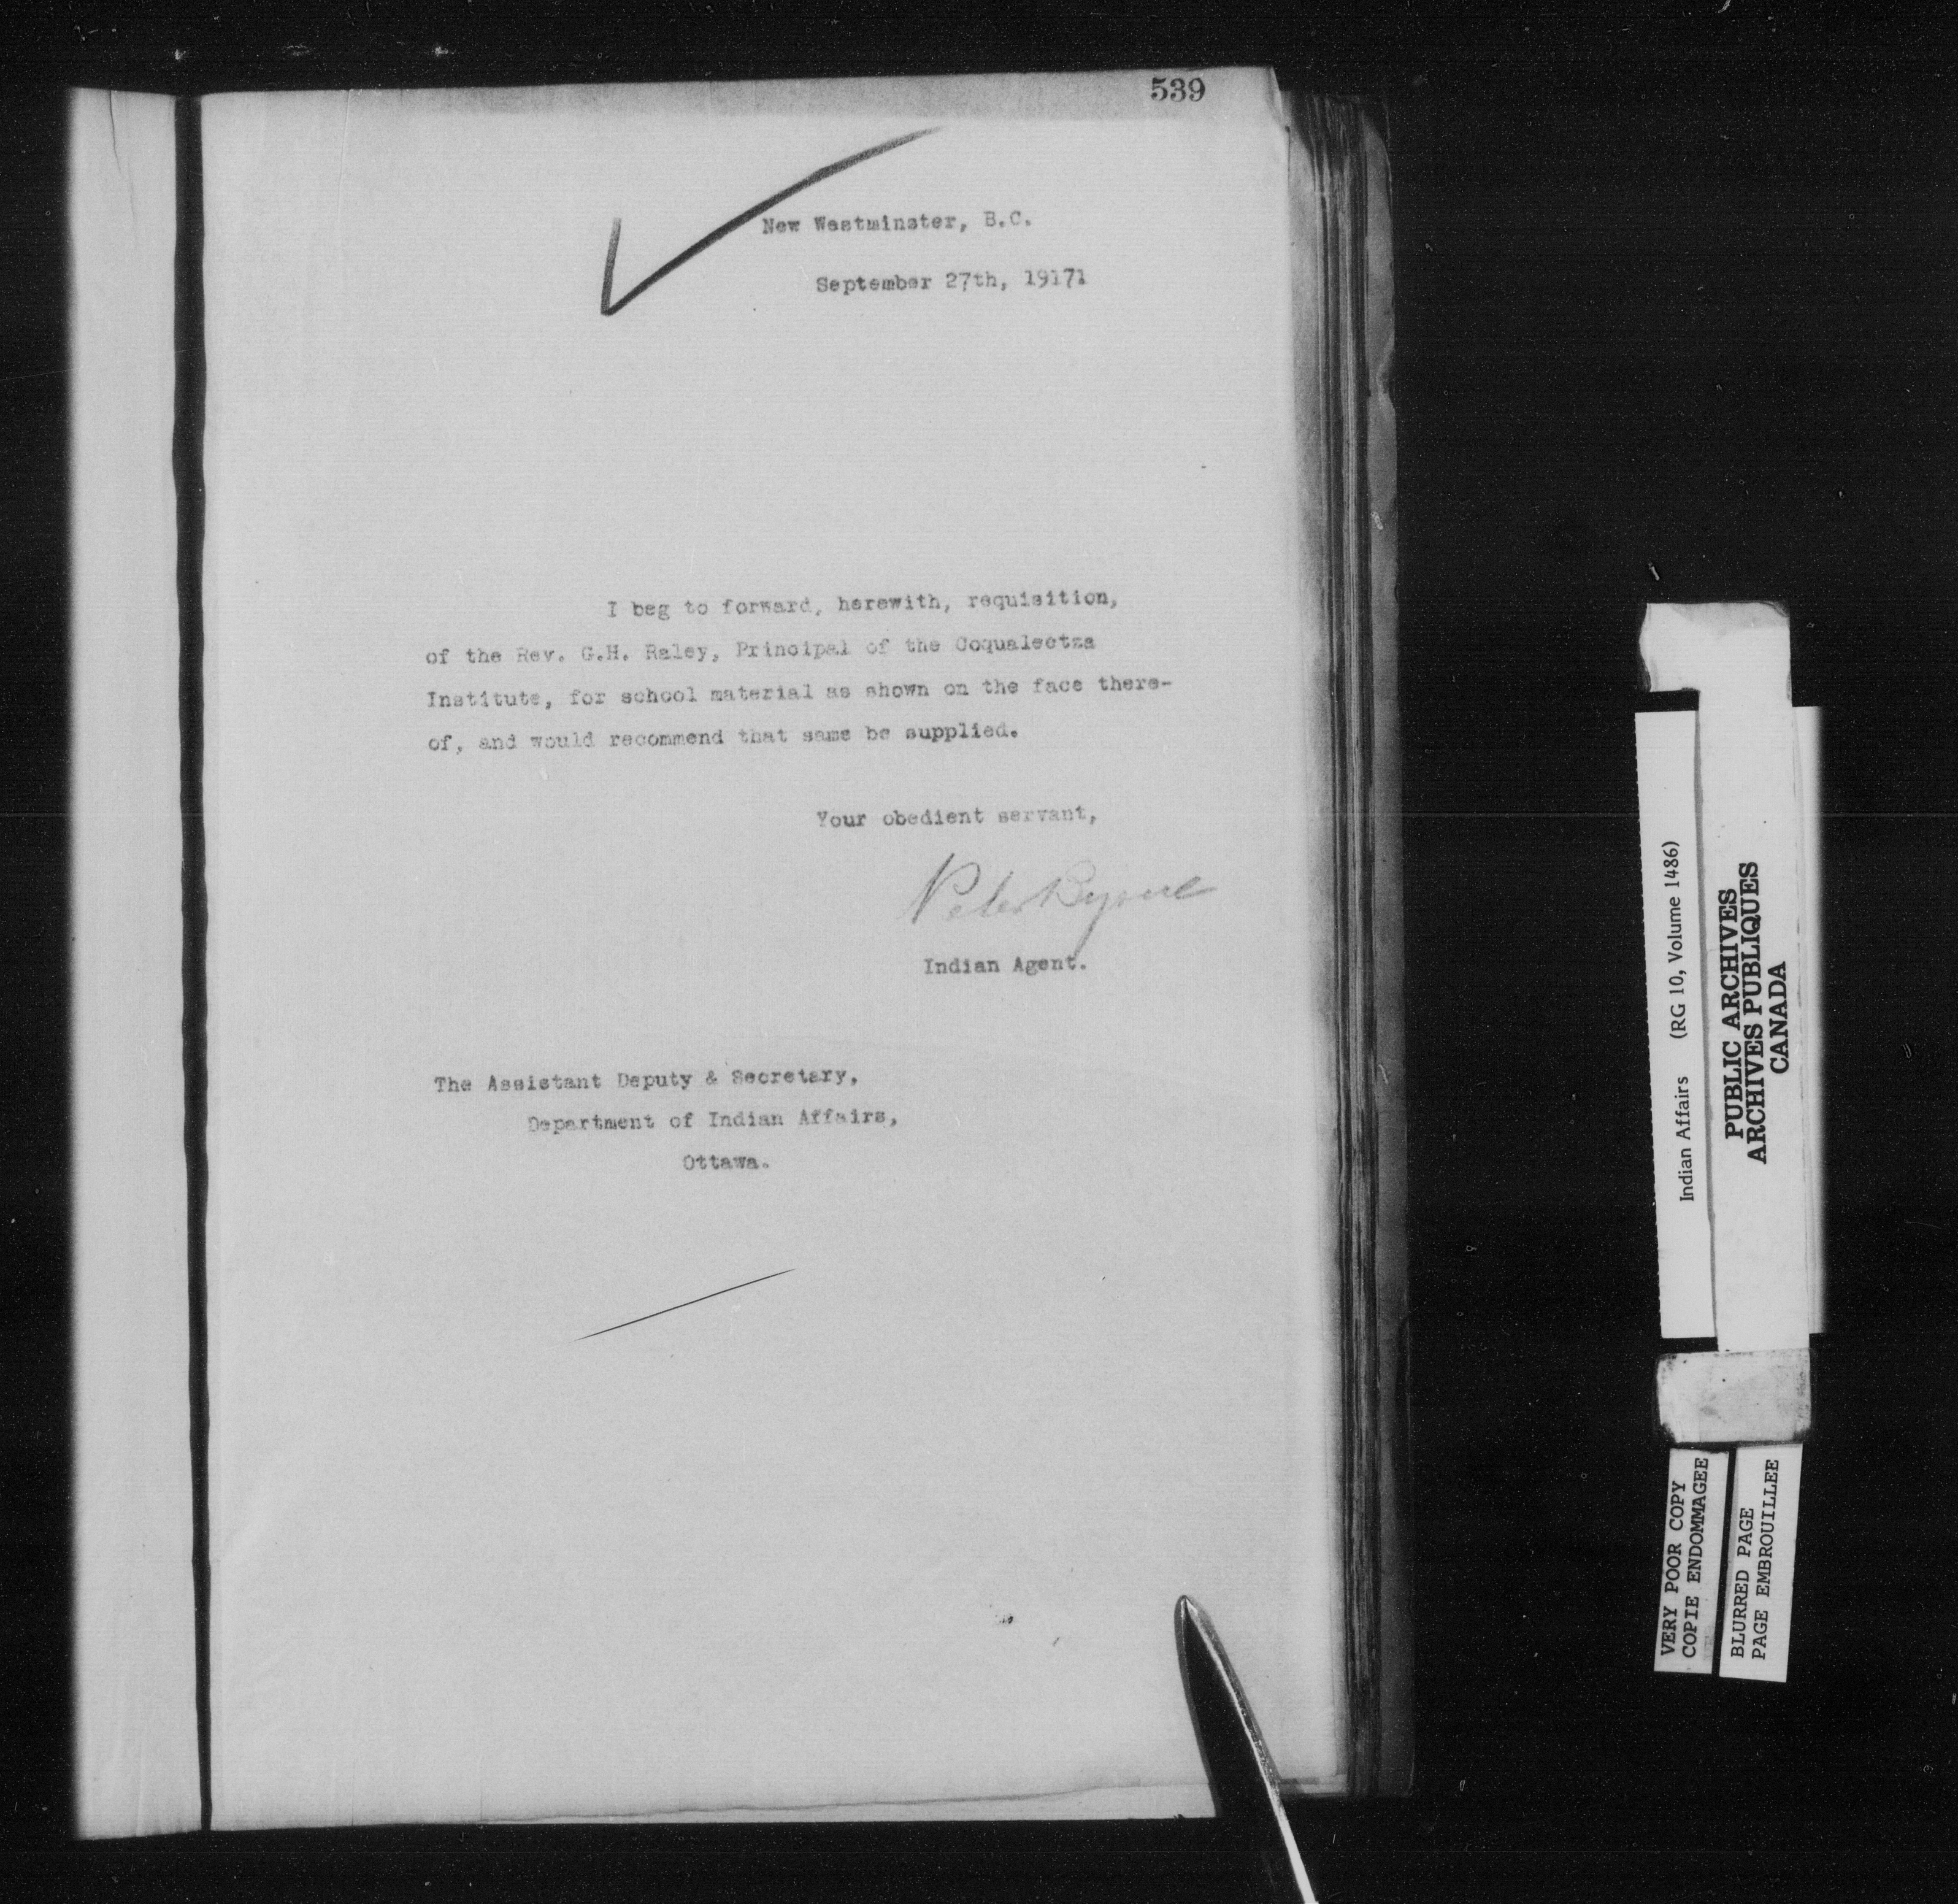 539
New Westminster, B.C.
September 27th, 19171
I beg to forward, herewith, requisition,
of the Rev. G.H. Raley, Principal of the Coqualeetza
Institute, for school material as shown on the face there-
of, and would recommend that same be supplied.
Your obedient servant,
Peter Byrne
Indian Agent.
The Assistant Deputy & Secretary,
Department of Indian Affairs,
Ottawa.
Indian Affairs (RG 10, Volume 1486)
PUBLIC ARCHIVES
ARCHIVES PUBLIQUES
CANADA
VERY POOR COPY
COPIE ENDOMMAGEE
BLURRED PAGE
PAGE EMBROUILLEE